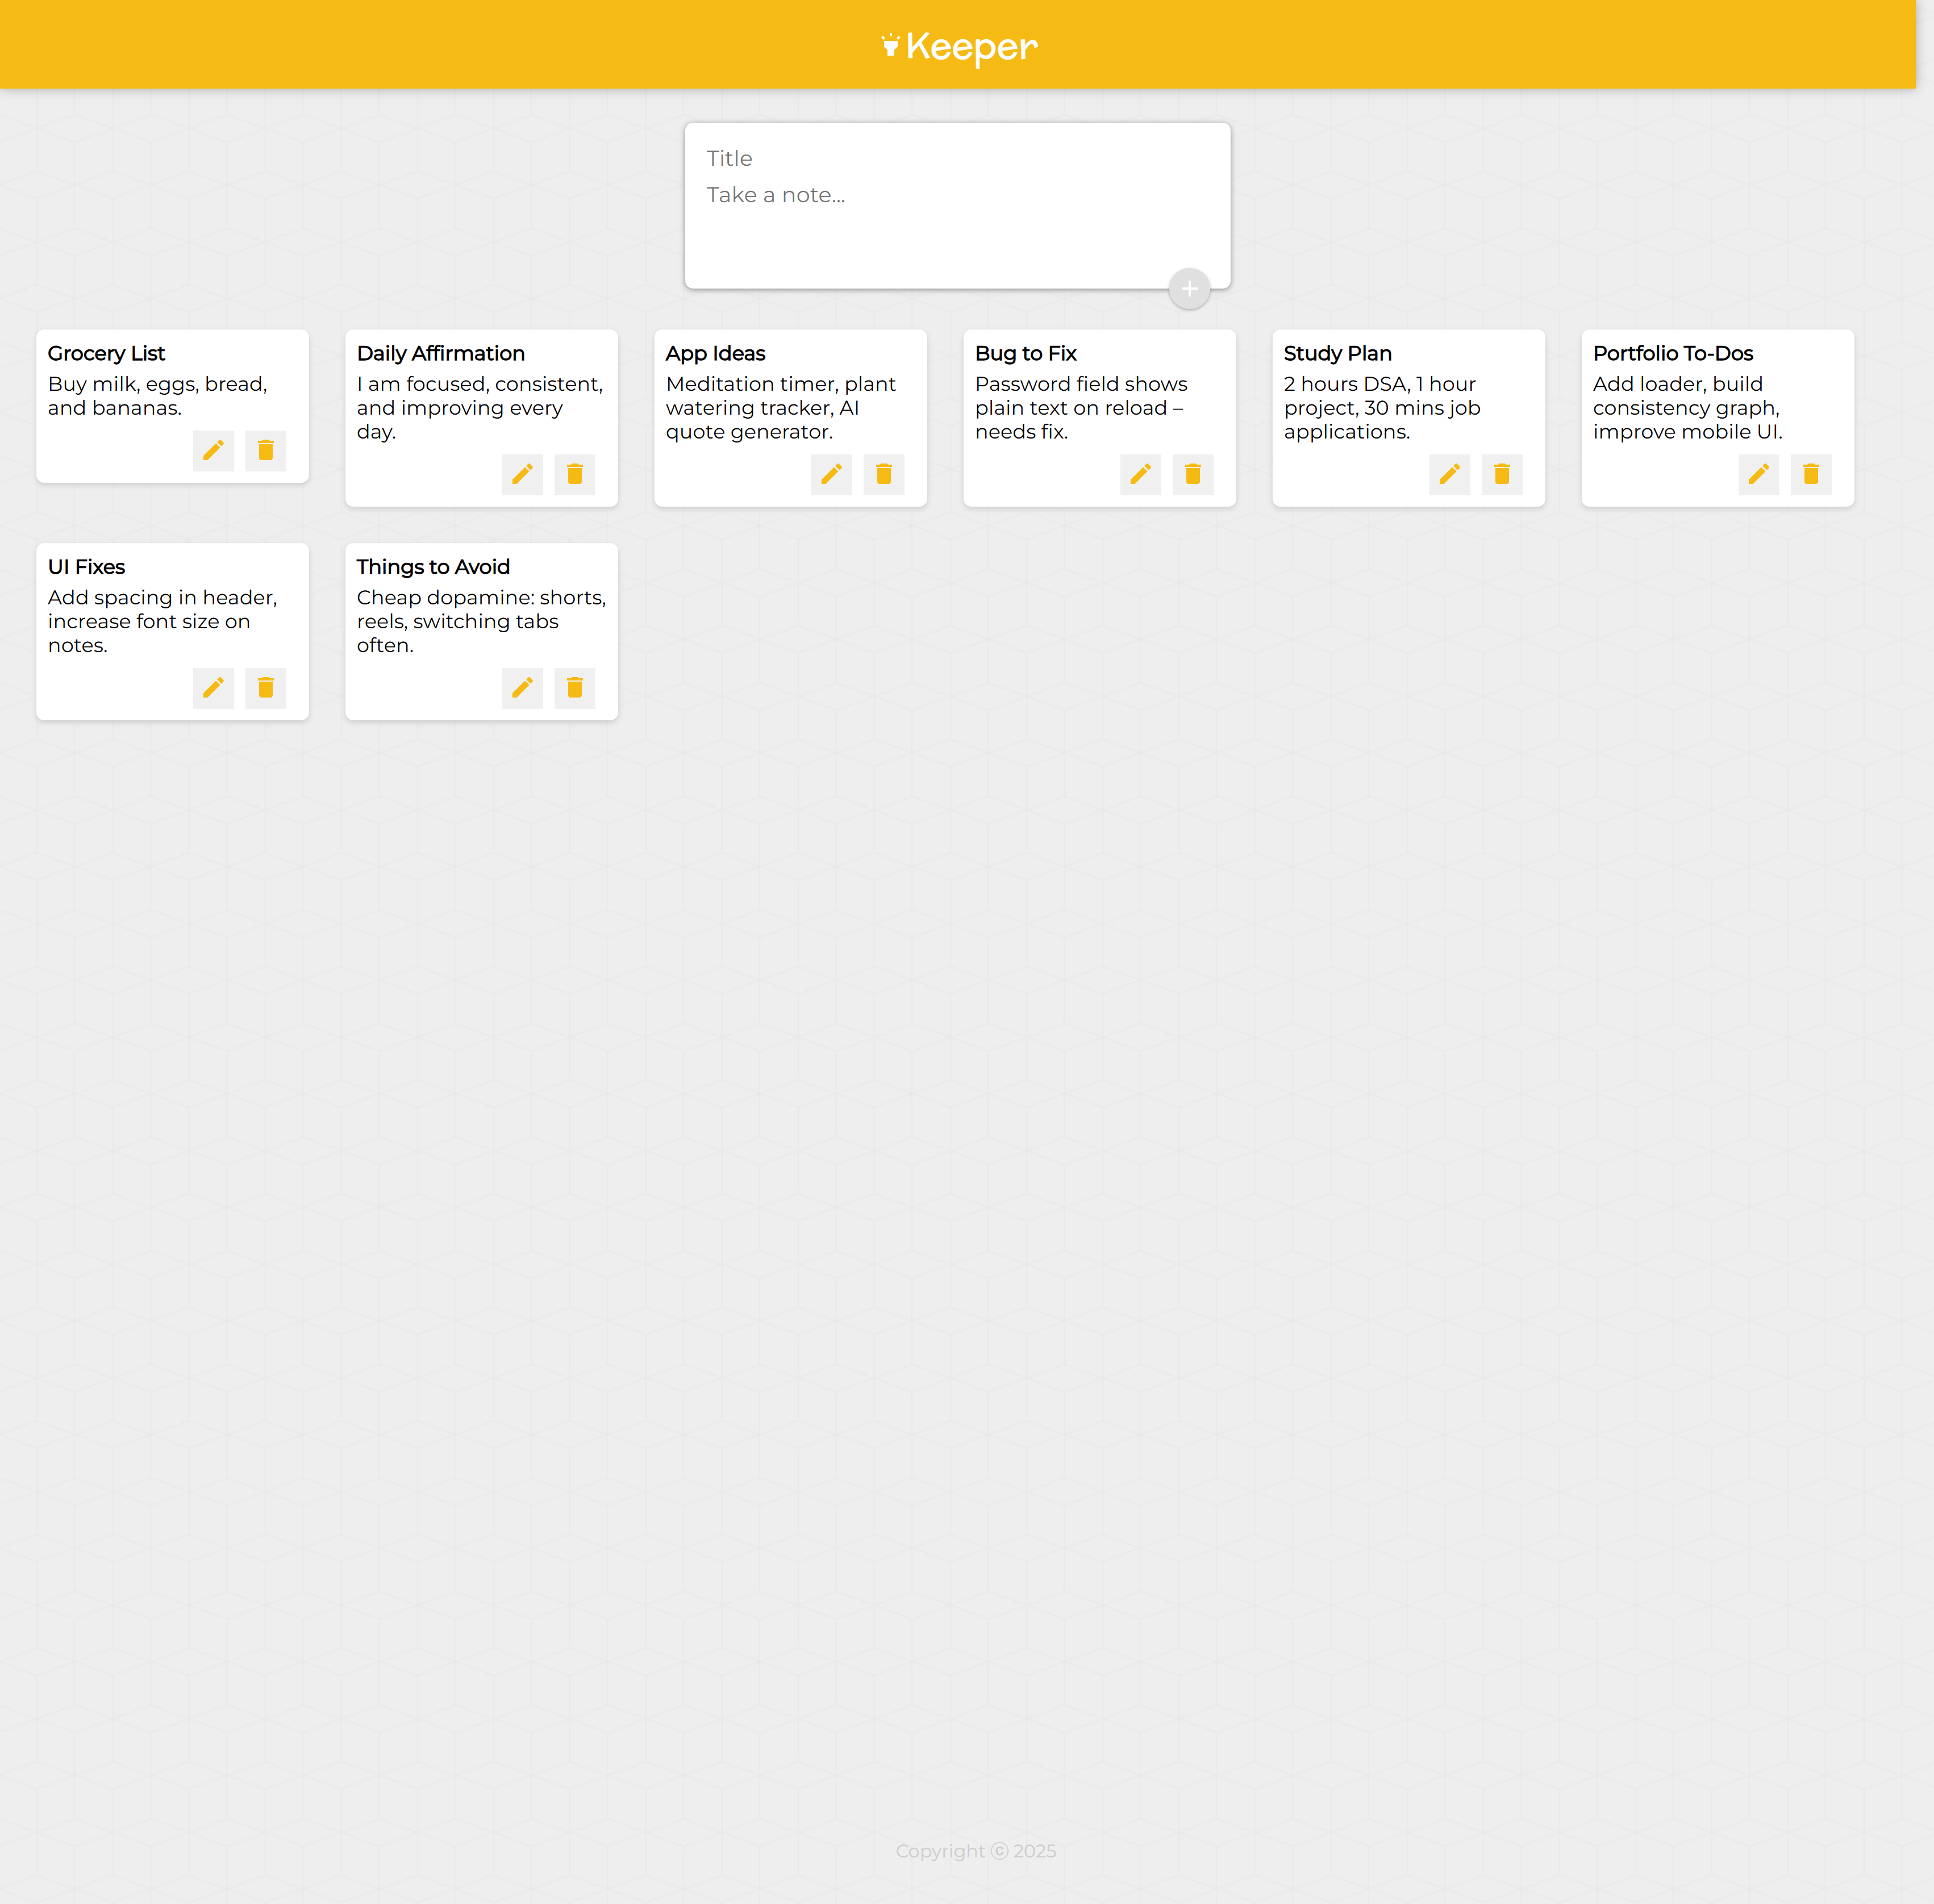 Keeper
Title
Take a note...
Grocery List
Buy milk, eggs, bread,
and bananas.
Daily Affirmation
I am focused, consistent,
and improving every
day.
App Ideas
Meditation timer, plant
watering tracker, AI
quote generator.
Bug to Fix
Password field shows
plain text on reload –
needs fix.
Study Plan
2 hours DSA, 1 hour
project, 30 mins job
applications.
Portfolio To-Dos
Add loader, build
consistency graph,
improve mobile UI.
UI Fixes
Add spacing in header,
increase font size on
notes.
Things to Avoid
Cheap dopamine: shorts,
reels, switching tabs
often.
Copyright ⓒ 2025